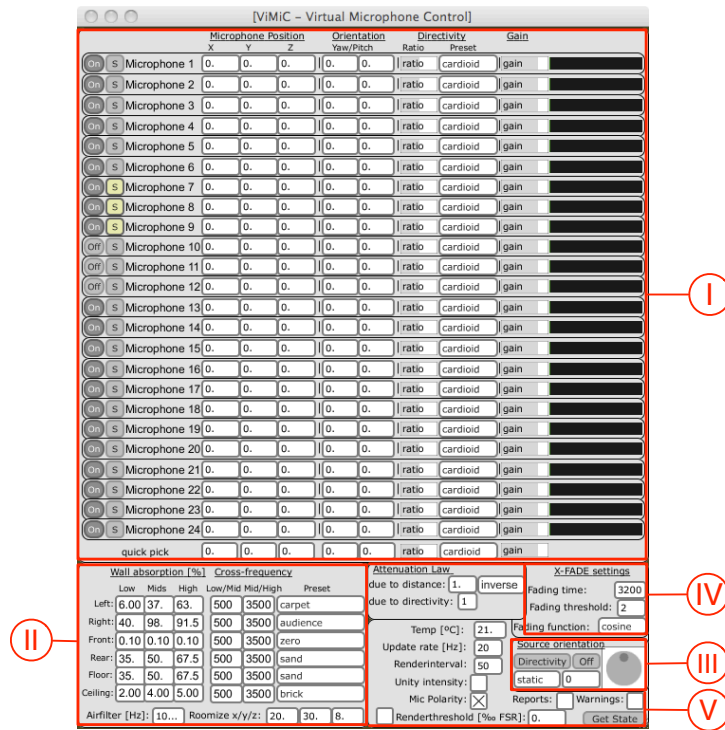 [ViMiC – Virtual Microphone Control]
Microphone Position Orientation Directivity Gain
X Y Z Yaw/Pitch Ratio Preset
On S Microphone 1 0. 0. 0. 0. 0. ratio cardioid gain
On S Microphone 2 0. 0. 0. 0. 0. ratio cardioid gain
On S Microphone 3 0. 0. 0. 0. 0. ratio cardioid gain
On S Microphone 4 0. 0. 0. 0. 0. ratio cardioid gain
On S Microphone 5 0. 0. 0. 0. 0. ratio cardioid gain
On S Microphone 6 0. 0. 0. 0. 0. ratio cardioid gain
On S Microphone 7 0. 0. 0. 0. 0. ratio cardioid gain
On S Microphone 8 0. 0. 0. 0. 0. ratio cardioid gain
On S Microphone 9 0. 0. 0. 0. 0. ratio cardioid gain
Off S Microphone 10 0. 0. 0. 0. 0. ratio cardioid gain
Off S Microphone 11 0. 0. 0. 0. 0. ratio cardioid gain
Off S Microphone 12 0. 0. 0. 0. 0. ratio cardioid gain
On S Microphone 13 0. 0. 0. 0. 0. ratio cardioid gain
On S Microphone 14 0. 0. 0. 0. 0. ratio cardioid gain
On S Microphone 15 0. 0. 0. 0. 0. ratio cardioid gain
On S Microphone 16 0. 0. 0. 0. 0. ratio cardioid gain
On S Microphone 17 0. 0. 0. 0. 0. ratio cardioid gain
On S Microphone 18 0. 0. 0. 0. 0. ratio cardioid gain
On S Microphone 19 0. 0. 0. 0. 0. ratio cardioid gain
On S Microphone 20 0. 0. 0. 0. 0. ratio cardioid gain
On S Microphone 21 0. 0. 0. 0. 0. ratio cardioid gain
On S Microphone 22 0. 0. 0. 0. 0. ratio cardioid gain
On S Microphone 23 0. 0. 0. 0. 0. ratio cardioid gain
On S Microphone 24 0. 0. 0. 0. 0. ratio cardioid gain
quick pick 0. 0. 0. 0. 0. ratio cardioid gain
I
Wall absorption [%] Cross-frequency
Low Mids High Low/Mid Mid/High Preset
Left: 6.00 37. 63. 500 3500 carpet
Right: 40. 98. 91.5 500 3500 audience
Front: 0.10 0.10 0.10 500 3500 zero
Rear: 35. 50. 67.5 500 3500 sand
Floor: 35. 50. 67.5 500 3500 sand
Ceiling: 2.00 4.00 5.00 500 3500 brick
Airfilter [Hz]: 10... Roomize x/y/z: 20. 30. 8.
II
Attenuation Law
due to distance: 1. inverse
due to directivity: 1
X-FADE settings
Fading time: 3200
Fading threshold: 2
Fading function: cosine
IV
Temp [ºC]: 21.
Update rate [Hz]: 20
Renderinterval: 50
Unity intensity:
Mic Polarity:
Renderthreshold [‰ FSR]: 0.
Source orientation
Directivity Off
static 0
III
Reports: Warnings:
Get State
V